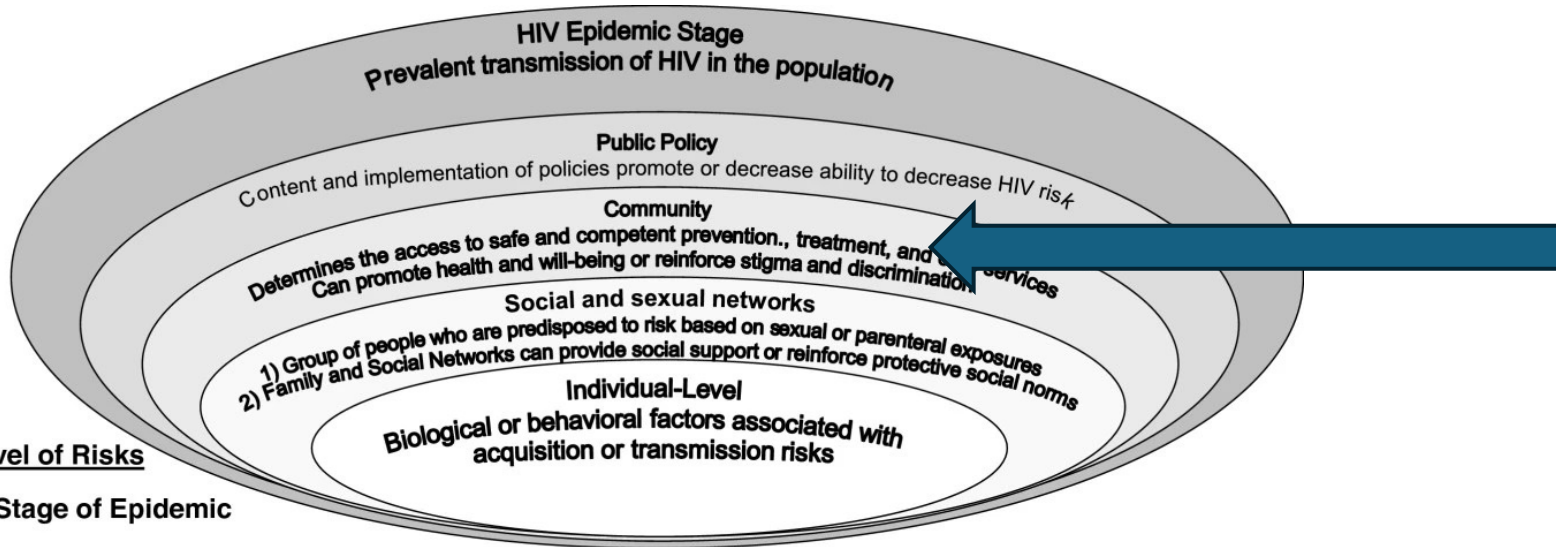 HIV Epidemic Stage
Prevalent transmission of HIV in the population
Public Policy
Content and implementation of policies promote or decrease ability to decrease HIV risk
Community
Determines the access to safe and competent prevention., treatment, and services
Can promote health and will-being or reinforce stigma and discrimination
Social and sexual networks
1) Group of people who are predisposed to risk based on sexual or parenteral exposures
2) Family and Social Networks can provide social support or reinforce protective social norms
Individual-Level
Biological or behavioral factors associated with
acquisition or transmission risks
of Risks
Stage of Epidemic